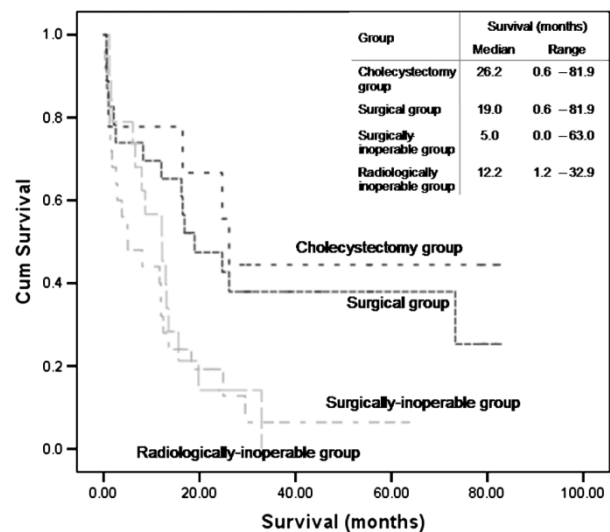 Group
Survival (months)
Median Range
Cholecystectomy group 26.2 0.6 – 81.9
Surgical group 19.0 0.6 – 81.9
Surgically-inoperable group 5.0 0.0 – 63.0
Radiologically inoperable group 12.2 1.2 – 32.9
1.0
0.8
0.6
0.4
0.2
0.0
Cum Survival
Cholecystectomy group
Surgical group
Surgically-inoperable group
Radiologically-inoperable group
0.00 20.00 40.00 60.00 80.00 100.00
Survival (months)